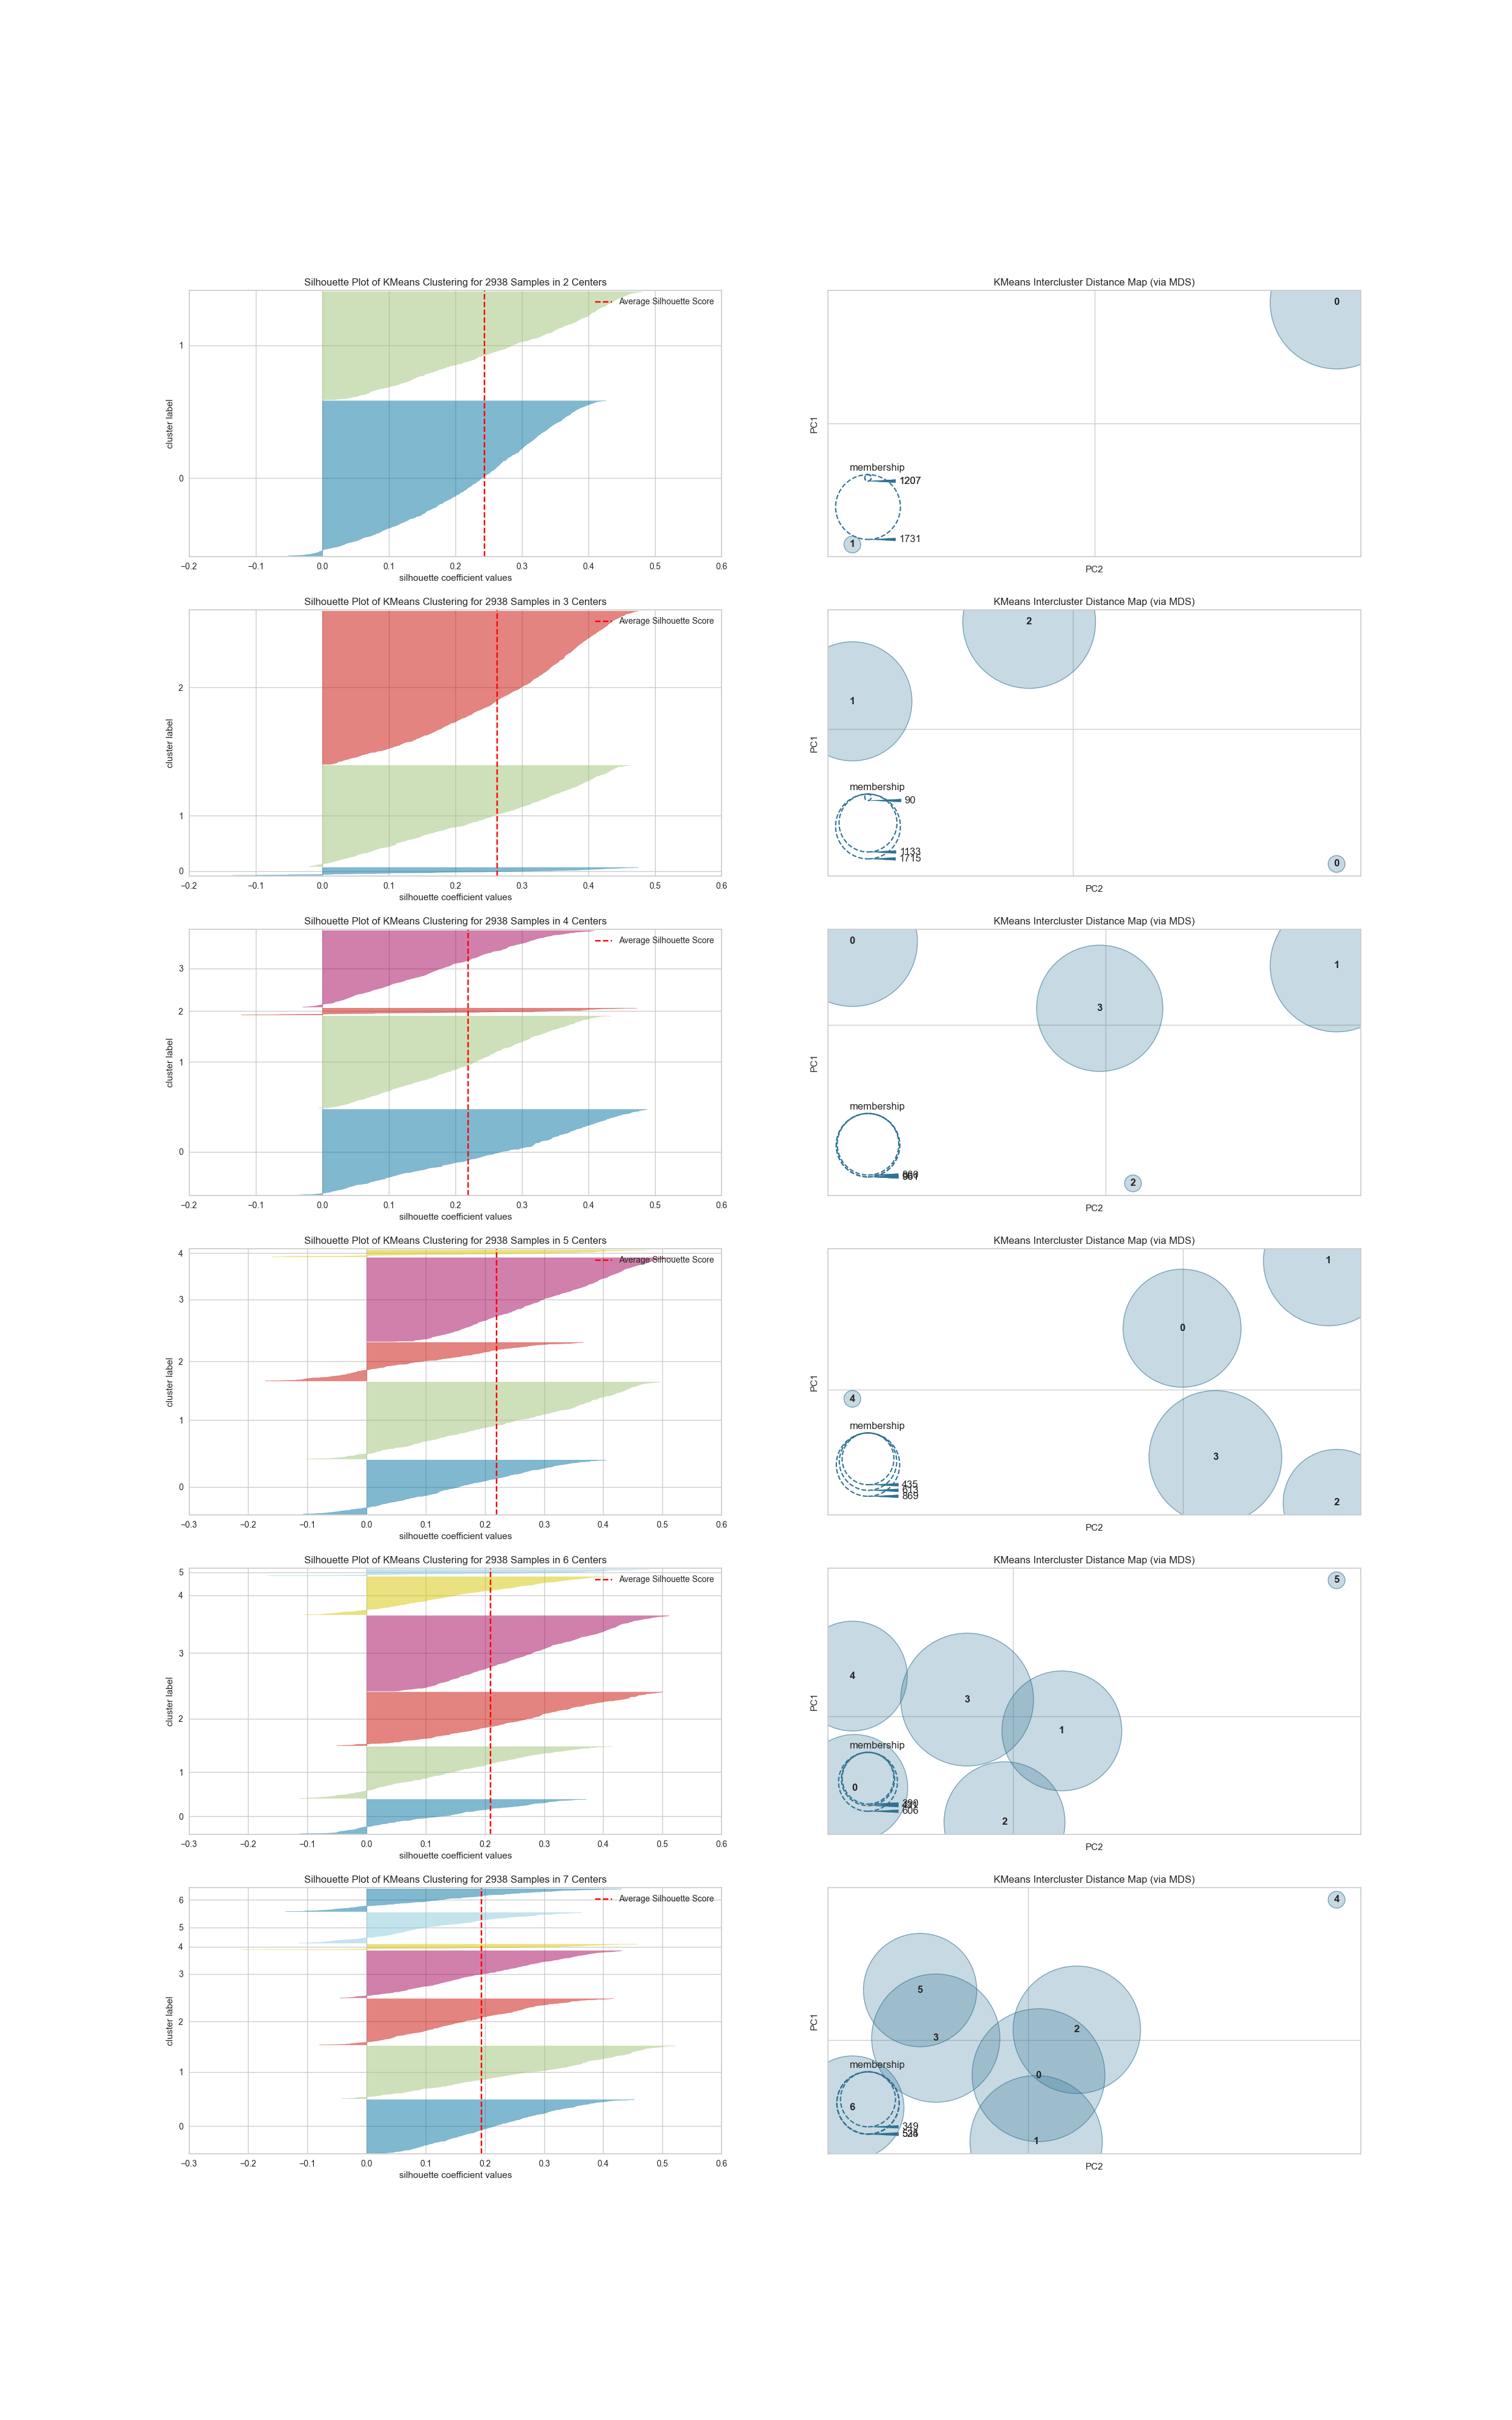 Silhouette Plot of KMeans Clustering for 2938 Samples in 2 Centers
Average Silhouette Score
1
0
cluster label
−0.2 −0.1 0.0 0.1 0.2 0.3 0.4 0.5 0.6
silhouette coefficient values
KMeans Intercluster Distance Map (via MDS)
0
PC1
membership
1207
1731
1
PC2
Silhouette Plot of KMeans Clustering for 2938 Samples in 3 Centers
Average Silhouette Score
2
1
0
cluster label
−0.2 −0.1 0.0 0.1 0.2 0.3 0.4 0.5 0.6
silhouette coefficient values
KMeans Intercluster Distance Map (via MDS)
2
1
PC1
membership
90
1133
1715
0
PC2
Silhouette Plot of KMeans Clustering for 2938 Samples in 4 Centers
Average Silhouette Score
3
2
1
0
cluster label
−0.2 −0.1 0.0 0.1 0.2 0.3 0.4 0.5 0.6
silhouette coefficient values
KMeans Intercluster Distance Map (via MDS)
0
1
3
PC1
membership
2
PC2
Silhouette Plot of KMeans Clustering for 2938 Samples in 5 Centers
Average Silhouette Score
4
3
2
1
0
cluster label
−0.3 −0.2 −0.1 0.0 0.1 0.2 0.3 0.4 0.5 0.6
silhouette coefficient values
KMeans Intercluster Distance Map (via MDS)
1
0
PC1
4
membership
3
435
613
869
2
PC2
Silhouette Plot of KMeans Clustering for 2938 Samples in 6 Centers
Average Silhouette Score
5
4
3
2
1
0
cluster label
−0.3 −0.2 −0.1 0.0 0.1 0.2 0.3 0.4 0.5 0.6
silhouette coefficient values
KMeans Intercluster Distance Map (via MDS)
5
4
3
PC1
1
membership
0
606
2
PC2
Silhouette Plot of KMeans Clustering for 2938 Samples in 7 Centers
Average Silhouette Score
6
5
4
3
2
1
0
cluster label
−0.3 −0.2 −0.1 0.0 0.1 0.2 0.3 0.4 0.5 0.6
silhouette coefficient values
KMeans Intercluster Distance Map (via MDS)
4
5
PC1
2
3
membership
0
6
349
1
PC2